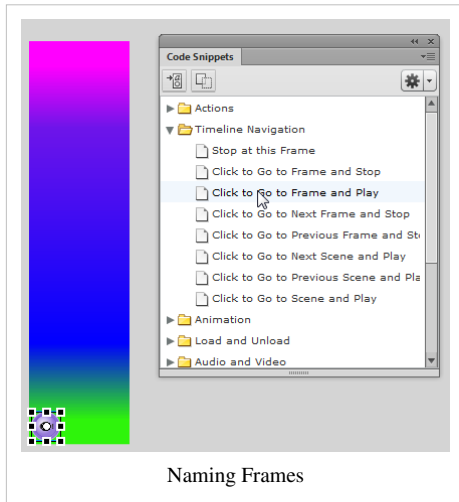 Code Snippets
Actions
Timeline Navigation
Stop at this Frame
Click to Go to Frame and Stop
Click to Go to Frame and Play
Click to Go to Next Frame and Stop
Click to Go to Previous Frame and Sto
Click to Go to Next Scene and Play
Click to Go to Previous Scene and Pla
Click to Go to Scene and Play
Animation
Load and Unload
Audio and Video
Naming Frames